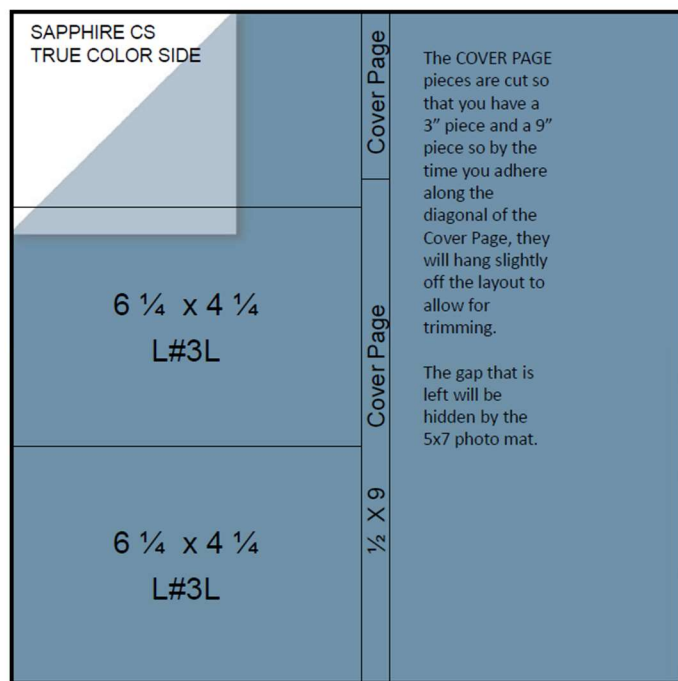 SAPPHIRE CS
TRUE COLOR SIDE
6 ¼ x 4 ¼
L#3L
6 ¼ x 4 ¼
L#3L
Cover Page
½ X 9 Cover Page
The COVER PAGE
pieces are cut so
that you have a
3” piece and a 9”
piece so by the
time you adhere
along the
diagonal of the
Cover Page, they
will hang slightly
off the layout to
allow for
trimming.
The gap that is
left will be
hidden by the
5x7 photo mat.